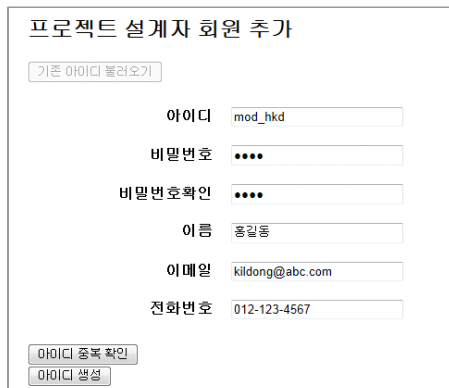 프로젝트 설계자 회원 추가
기존 아이디 불러오기
아이디 mod_hkd
비밀번호 ••••
비밀번호확인 ••••
이름 홍길동
이메일 kildong@abc.com
전화번호 012-123-4567
아이디 중복 확인
아이디 생성